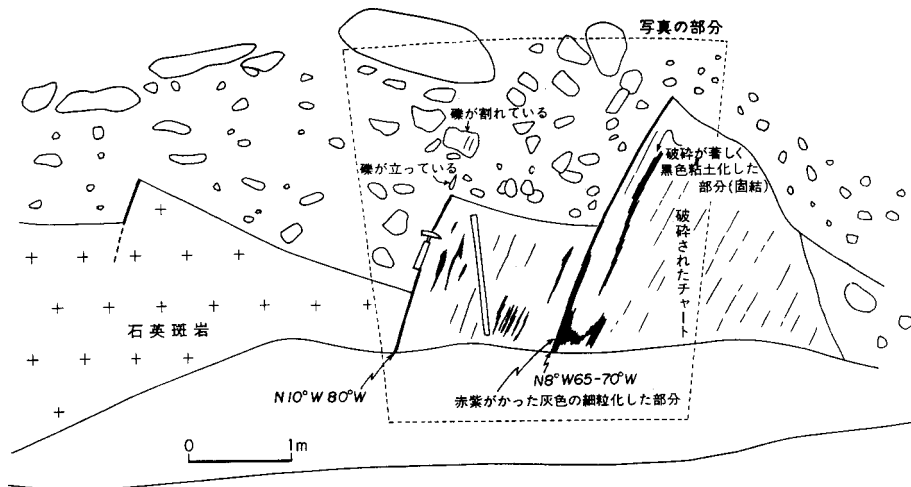 写真の部分
礫が割れている
礫が立っている
破砕が著しく
黒色粘土化した
部分(固結)
破砕されたチャート
石英斑岩
N10°W 80°W
N8°W 65-70°W
赤紫がかった灰色の細粒化した部分
0 1m